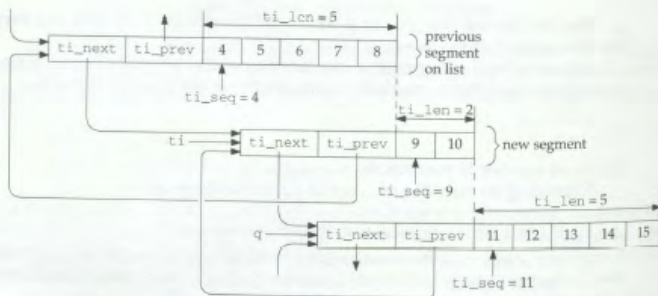 ti_len = 5
ti_next ti_prev 4 5 6 7 8
previous segment on list
ti_seq = 4
ti_len = 2
ti
ti_next ti_prev 9 10
new segment
ti_seq = 9
ti_len = 5
q
ti_next ti_prev 11 12 13 14 15
ti_seq = 11